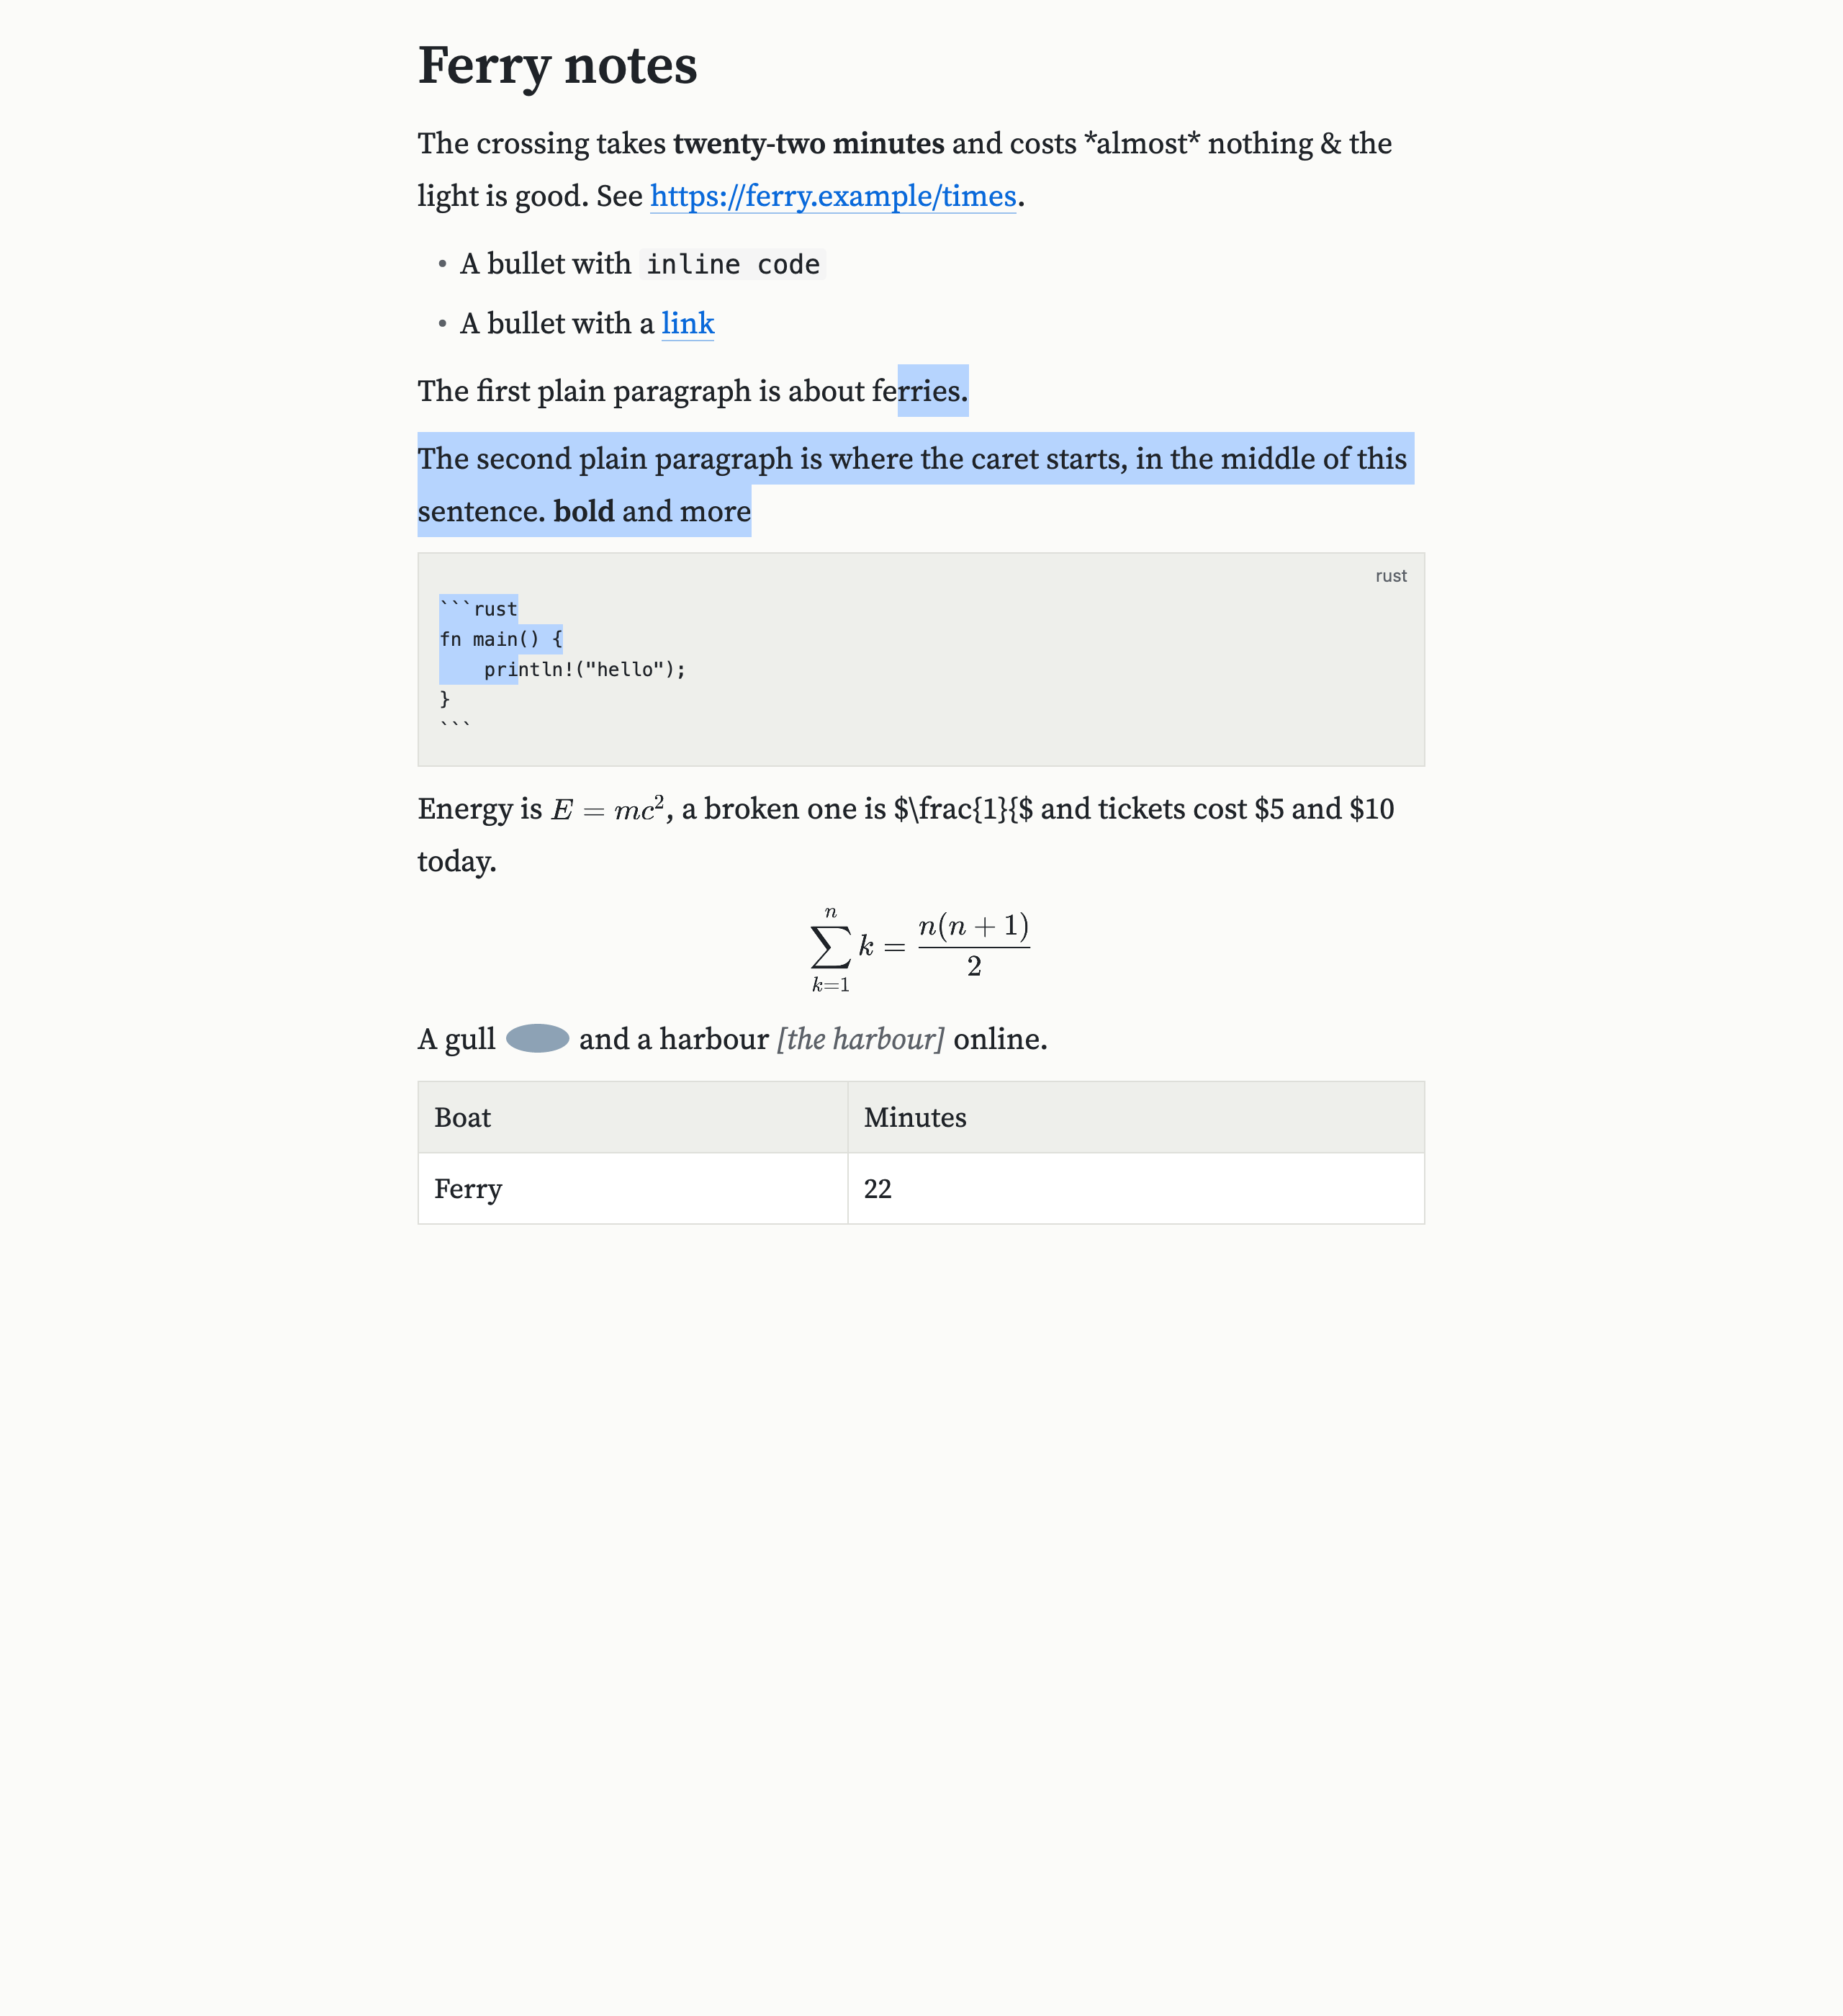 Ferry notes
The crossing takes twenty-two minutes and costs *almost* nothing & the
light is good. See https://ferry.example/times.
• A bullet with inline code
• A bullet with a link
The first plain paragraph is about ferries.
The second plain paragraph is where the caret starts, in the middle of this
sentence. bold and more
rust
```rust
fn main() {
    println!("hello");
}
```
Energy is E = mc², a broken one is $\frac{1}{$ and tickets cost $5 and $10
today.
n
∑ k = n(n + 1)
2
k=1
A gull and a harbour [the harbour] online.
Boat Minutes
Ferry 22